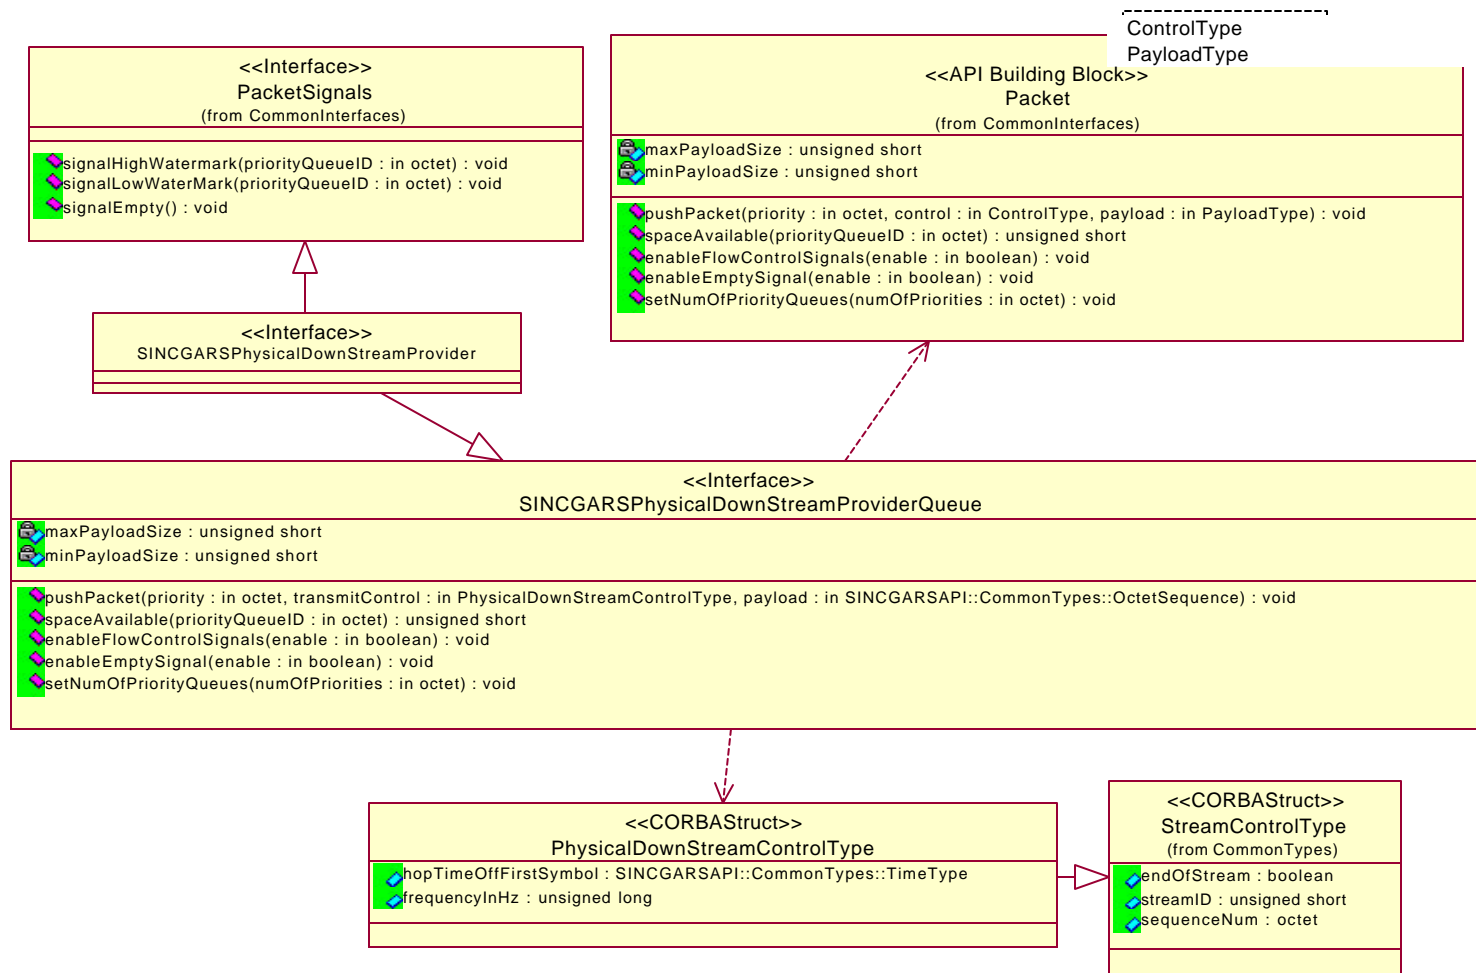 ControlType
PayloadType
<<Interface>>
PacketSignals
(from CommonInterfaces)
signalHighWatermark(priorityQueueID : in octet) : void
signalLowWaterMark(priorityQueueID : in octet) : void
signalEmpty() : void
<<API Building Block>>
Packet
(from CommonInterfaces)
maxPayloadSize : unsigned short
minPayloadSize : unsigned short
pushPacket(priority : in octet, control : in ControlType, payload : in PayloadType) : void
spaceAvailable(priorityQueueID : in octet) : unsigned short
enableFlowControlSignals(enable : in boolean) : void
enableEmptySignal(enable : in boolean) : void
setNumOfPriorityQueues(numOfPriorities : in octet) : void
<<Interface>>
SINCGARSPhysicalDownStreamProvider
<<Interface>>
SINCGARSPhysicalDownStreamProviderQueue
maxPayloadSize : unsigned short
minPayloadSize : unsigned short
pushPacket(priority : in octet, transmitControl : in PhysicalDownStreamControlType, payload : in SINCGARSAPI::CommonTypes::OctetSequence) : void
spaceAvailable(priorityQueueID : in octet) : unsigned short
enableFlowControlSignals(enable : in boolean) : void
enableEmptySignal(enable : in boolean) : void
setNumOfPriorityQueues(numOfPriorities : in octet) : void
<<CORBAStruct>>
PhysicalDownStreamControlType
hopTimeOffFirstSymbol : SINCGARSAPI::CommonTypes::TimeType
frequencyInHz : unsigned long
<<CORBAStruct>>
StreamControlType
(from CommonTypes)
endOfStream : boolean
streamID : unsigned short
sequenceNum : octet